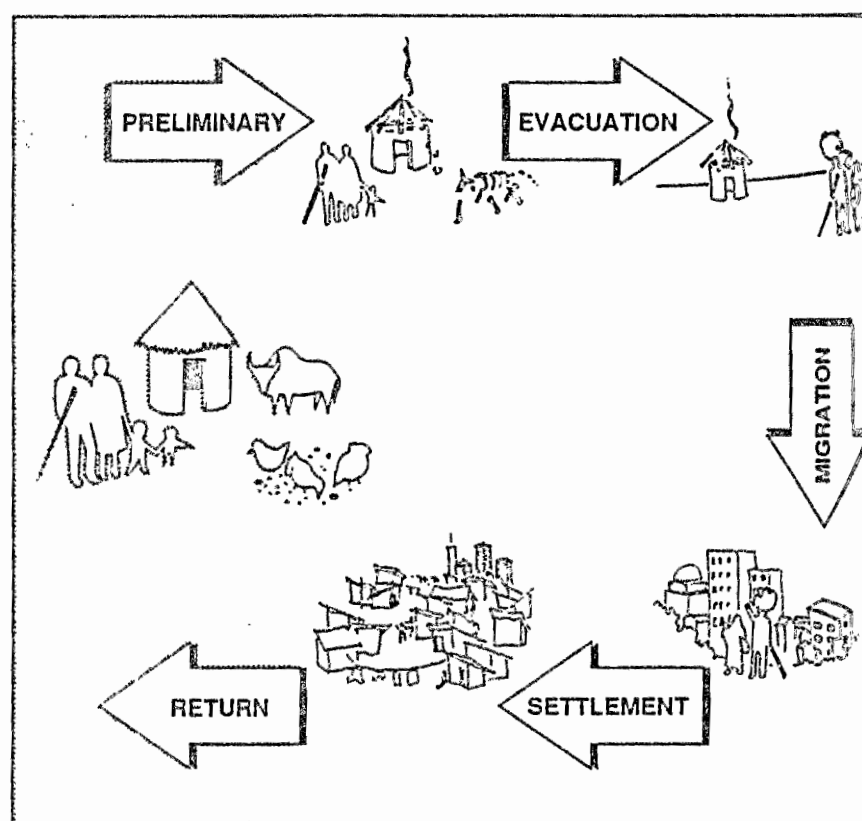 PRELIMINARY
EVACUATION
MIGRATION
SETTLEMENT
RETURN